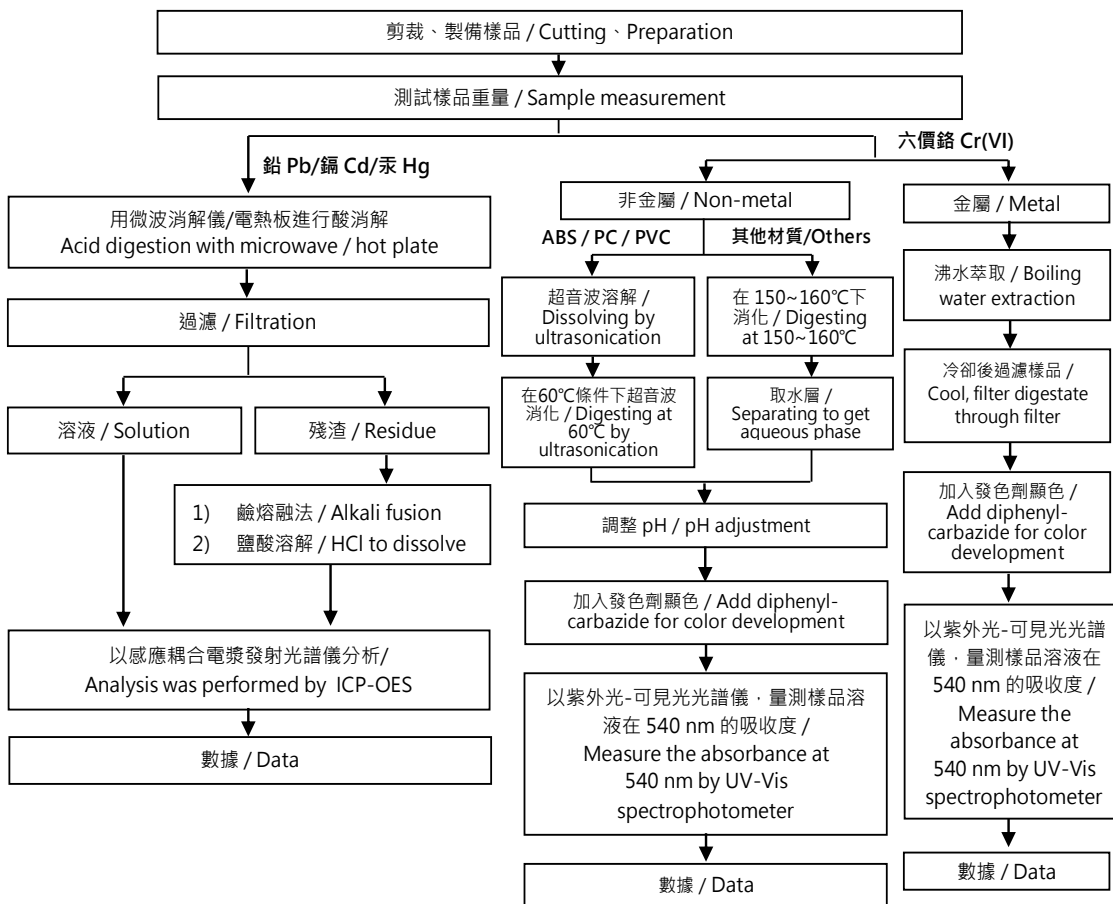 剪裁、製備樣品 / Cutting、Preparation
測試樣品重量 / Sample measurement
鉛 Pb/鎘 Cd/汞 Hg
用微波消解儀/電熱板進行酸消解
Acid digestion with microwave / hot plate
過濾 / Filtration
溶液 / Solution
殘渣 / Residue
1) 鹼熔融法 / Alkali fusion
2) 鹽酸溶解 / HCl to dissolve
以感應耦合電漿發射光譜儀分析/
Analysis was performed by ICP-OES
數據 / Data
六價鉻 Cr(VI)
非金屬 / Non-metal
ABS / PC / PVC
超音波溶解 /
Dissolving by
ultrasonication
在60℃條件下超音波
消化 / Digesting at
60℃ by
ultrasonication
其他材質/Others
在 150~160℃下
消化 / Digesting
at 150~160℃
取水層 /
Separating to get
aqueous phase
調整 pH / pH adjustment
加入發色劑顯色 / Add diphenyl-
carbazide for color development
以紫外光-可見光光譜儀，量測樣品溶
液在 540 nm 的吸收度 /
Measure the absorbance at
540 nm by UV-Vis
spectrophotometer
數據 / Data
金屬 / Metal
沸水萃取 / Boiling
water extraction
冷卻後過濾樣品 /
Cool, filter digestate
through filter
加入發色劑顯色 /
Add diphenyl-
carbazide for color
development
以紫外光-可見光光譜
儀，量測樣品溶液在
540 nm 的吸收度 /
Measure the
absorbance at
540 nm by UV-Vis
spectrophotometer
數據 / Data